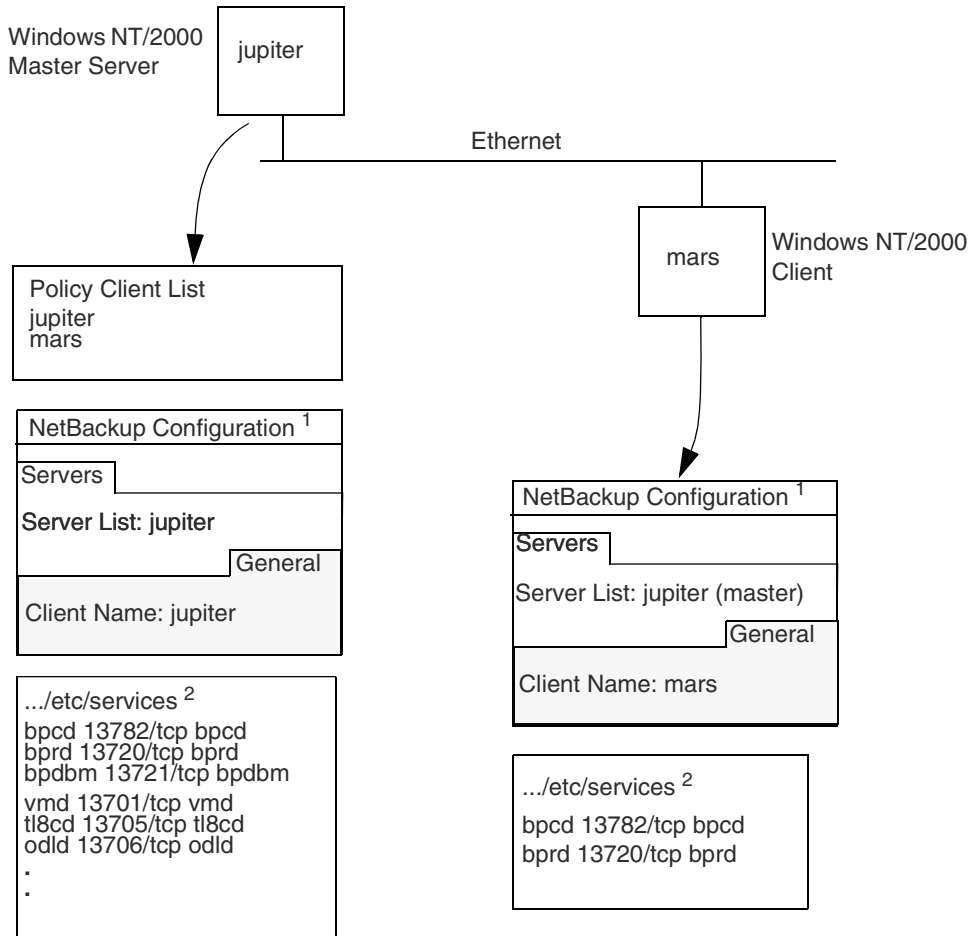 Windows NT/2000
Master Server
jupiter
Ethernet
mars
Windows NT/2000
Client
Policy Client List
jupiter
mars
NetBackup Configuration 1
Servers
Server List: jupiter
General
Client Name: jupiter
.../etc/services 2
bpcd 13782/tcp bpcd
bprd 13720/tcp bprd
bpdbm 13721/tcp bpdbm
vmd 13701/tcp vmd
tl8cd 13705/tcp tl8cd
odld 13706/tcp odld
.
.
NetBackup Configuration 1
Servers
Server List: jupiter (master)
General
Client Name: mars
.../etc/services 2
bpcd 13782/tcp bpcd
bprd 13720/tcp bprd